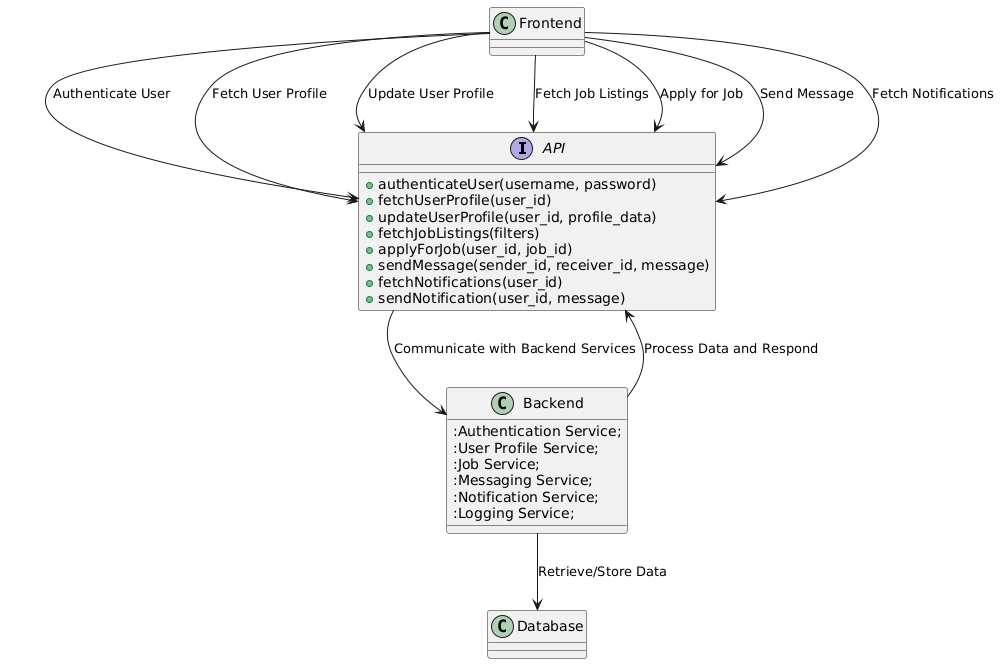 C Frontend
Authenticate User
Fetch User Profile
Update User Profile
Fetch Job Listings
Apply for Job
Send Message
Fetch Notifications
I API
authenticateUser(username, password)
fetchUserProfile(user_id)
updateUserProfile(user_id, profile_data)
fetchJobListings(filters)
applyForJob(user_id, job_id)
sendMessage(sender_id, receiver_id, message)
fetchNotifications(user_id)
sendNotification(user_id, message)
Communicate with Backend Services
Process Data and Respond
C Backend
:Authentication Service;
:User Profile Service;
:Job Service;
:Messaging Service;
:Notification Service;
:Logging Service;
Retrieve/Store Data
C Database